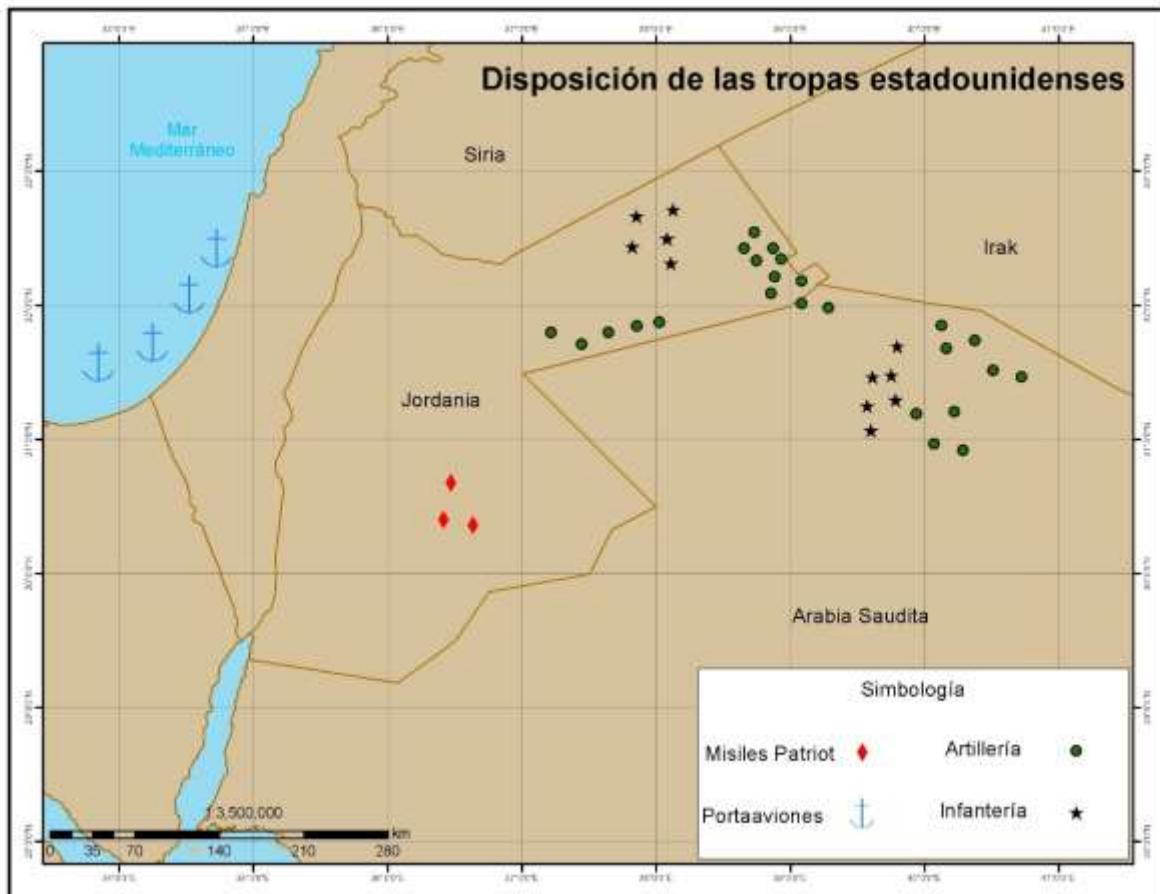 Disposición de las tropas estadounidenses
Mar
Mediterráneo
Siria
Irak
Jordania
Arabia Saudita
Simbología
Misiles Patriot
Artillería
Portaaviones
Infantería
1:3,500,000
km
0 35 70 140 210 280